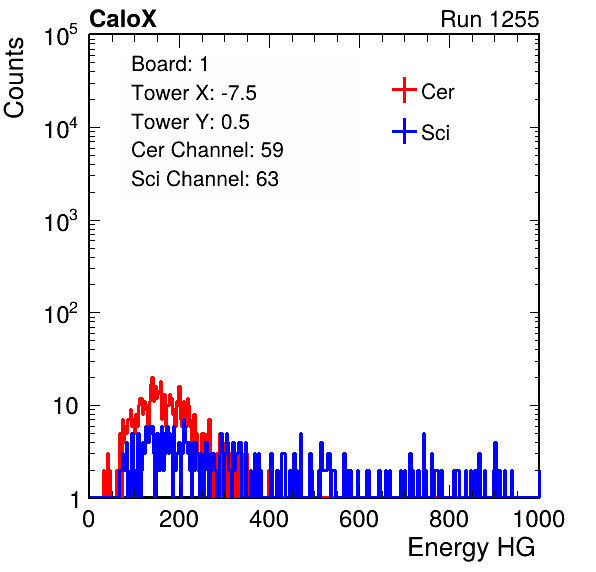 CaloX Run 1255
Counts
10^5
10^4
10^3
10^2
10
1
Board: 1
Tower X: -7.5
Tower Y: 0.5
Cer Channel: 59
Sci Channel: 63
Cer
Sci
0 200 400 600 800 1000
Energy HG